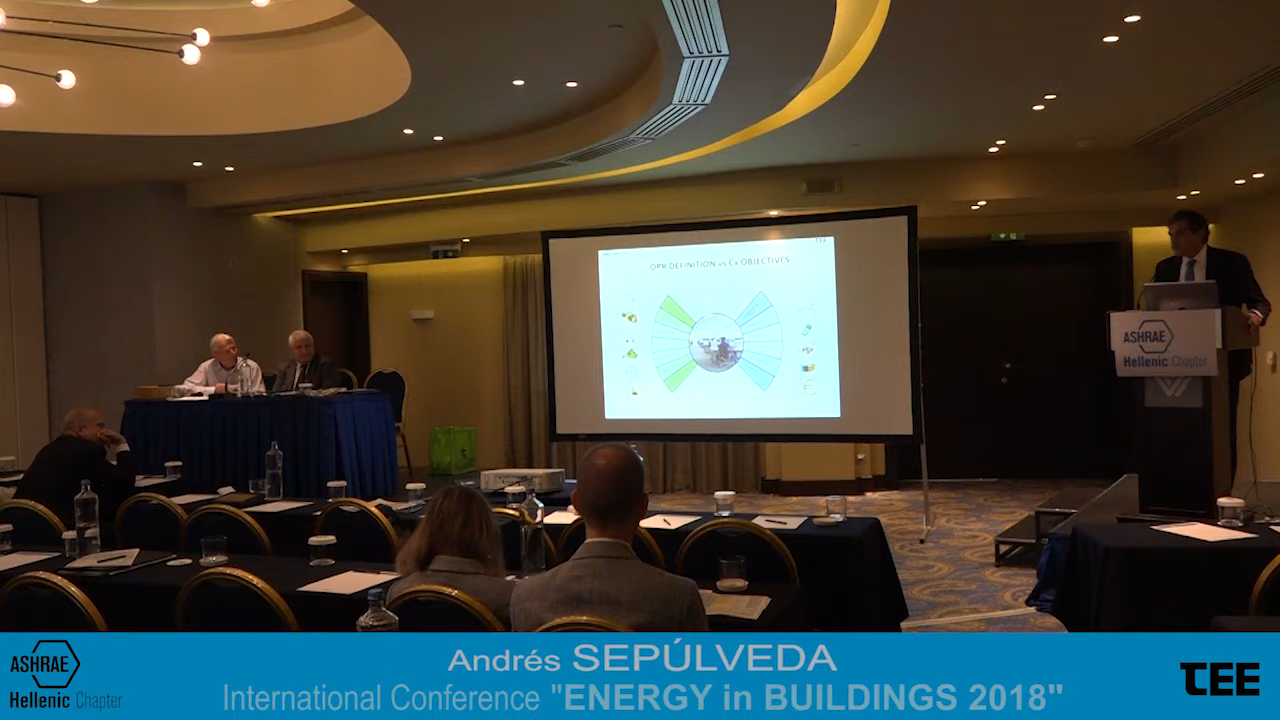 TEE
OPR DEFINITION vs Cx OBJECTIVES
ASHRAE
Hellenic Chapter
ASHRAE
Hellenic Chapter
Andrés SEPÚLVEDA
International Conference "ENERGY in BUILDINGS 2018"
TEE